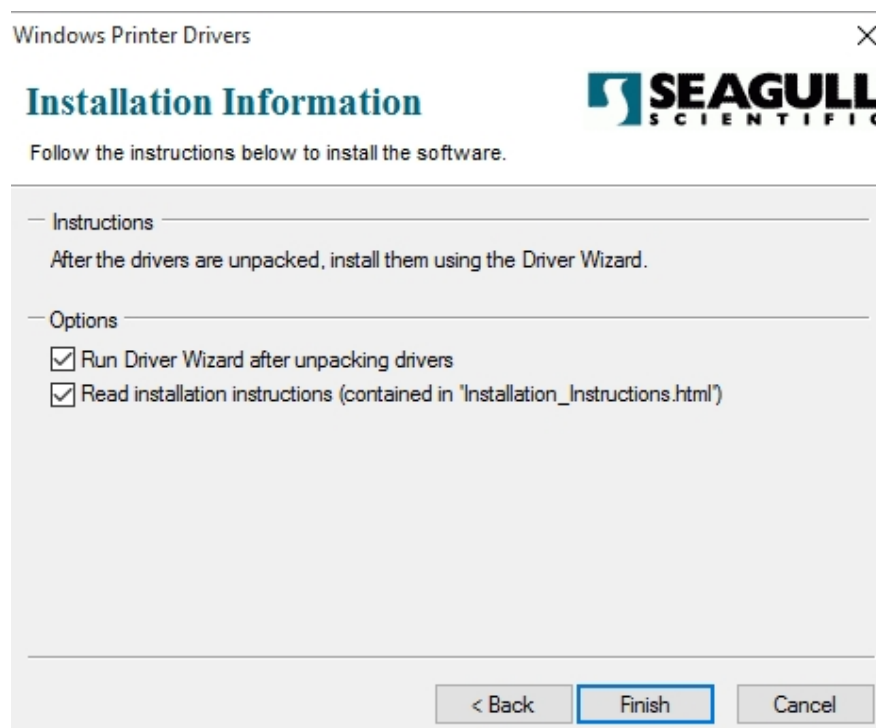 Windows Printer Drivers
Installation Information
SEAGULL
SCIENTIFIC
Follow the instructions below to install the software.
Instructions
After the drivers are unpacked, install them using the Driver Wizard.
Options
Run Driver Wizard after unpacking drivers
Read installation instructions (contained in "Installation_Instructions.html")
< Back Finish Cancel